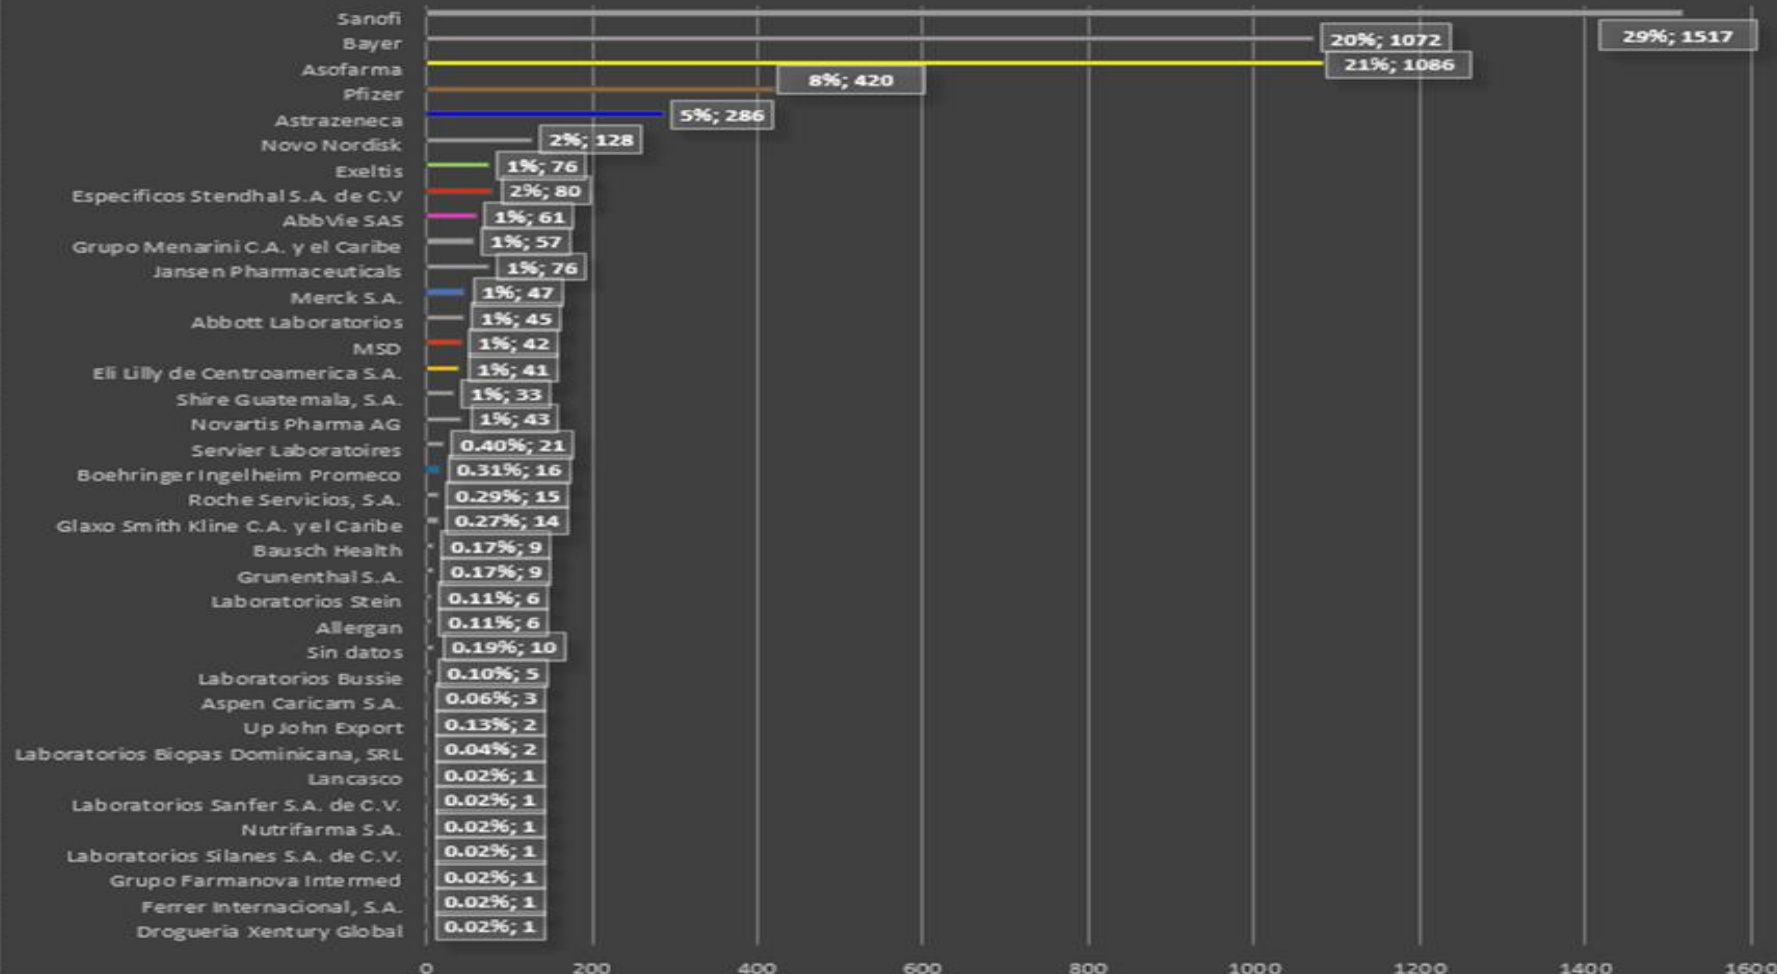 Sanofi 29%; 1517
Bayer 20%; 1072
Asofarma 21%; 1086
Pfizer 8%; 420
Astrazeneca 5%; 286
Novo Nordisk 2%; 128
Exeltis 1%; 76
Especificos Stendhal S.A. de C.V 2%; 80
AbbVie SAS 1%; 61
Grupo Menarini C.A. y el Caribe 1%; 57
Jansen Pharmaceuticals 1%; 76
Merck S.A. 1%; 47
Abbott Laboratorios 1%; 45
MSD 1%; 42
Eli Lilly de Centroamerica S.A. 1%; 41
Shire Guatemala, S.A. 1%; 33
Novartis Pharma AG 1%; 43
Servier Laboratoires 0.40%; 21
Boehringer Ingelheim Promeco 0.31%; 16
Roche Servicios, S.A. 0.29%; 15
Glaxo Smith Kline C.A. y el Caribe 0.27%; 14
Bausch Health 0.17%; 9
Grunenthal S.A. 0.17%; 9
Laboratorios Stein 0.11%; 6
Allergan 0.11%; 6
Sin datos 0.19%; 10
Laboratorios Bussie 0.10%; 5
Aspen Caricam S.A. 0.06%; 3
Up John Export 0.13%; 2
Laboratorios Biopas Dominicana, SRL 0.04%; 2
Lancasco 0.02%; 1
Laboratorios Sanfer S.A. de C.V. 0.02%; 1
Nutrifarma S.A. 0.02%; 1
Laboratorios Silanes S.A. de C.V. 0.02%; 1
Grupo Farmanova Intermed 0.02%; 1
Ferrer Internacional, S.A. 0.02%; 1
Drogueria Xentury Global 0.02%; 1
0 200 400 600 800 1000 1200 1400 1600